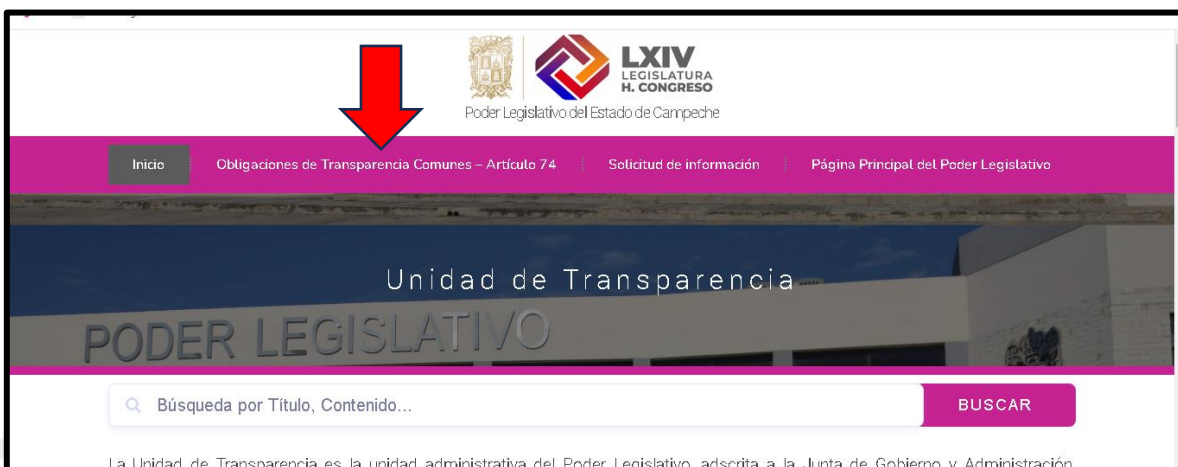 LXIV
LEGISLATURA
H. CONGRESO
Poder Legislativo del Estado de Campeche
Inicio
Obligaciones de Transparencia Comunes – Artículo 74
Solicitud de información
Página Principal del Poder Legislativo
Unidad de Transparencia
PODER LEGISLATIVO
Búsqueda por Título, Contenido...
BUSCAR
La Unidad de Transparencia es la unidad administrativa del Poder Legislativo, adscrita a la Junta de Gobierno y Administración